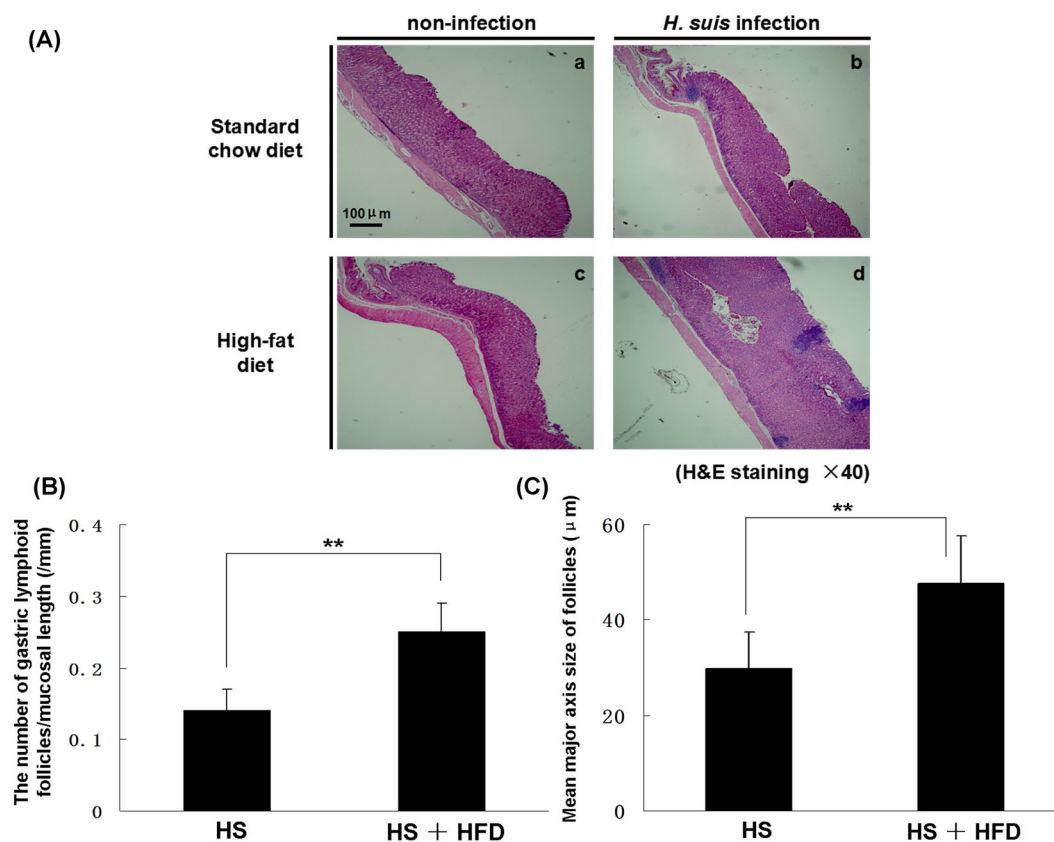 (A)
non-infection
H. suis infection
Standard
chow diet
a
b
100μm
High-fat
diet
c
d
(H&E staining ×40)
(B)
The number of gastric lymphoid
follicles/mucosal length (/mm)
0.4
0.3
0.2
0.1
0
**
HS
HS + HFD
(C)
Mean major axis size of follicles (μm)
60
40
20
0
**
HS
HS + HFD